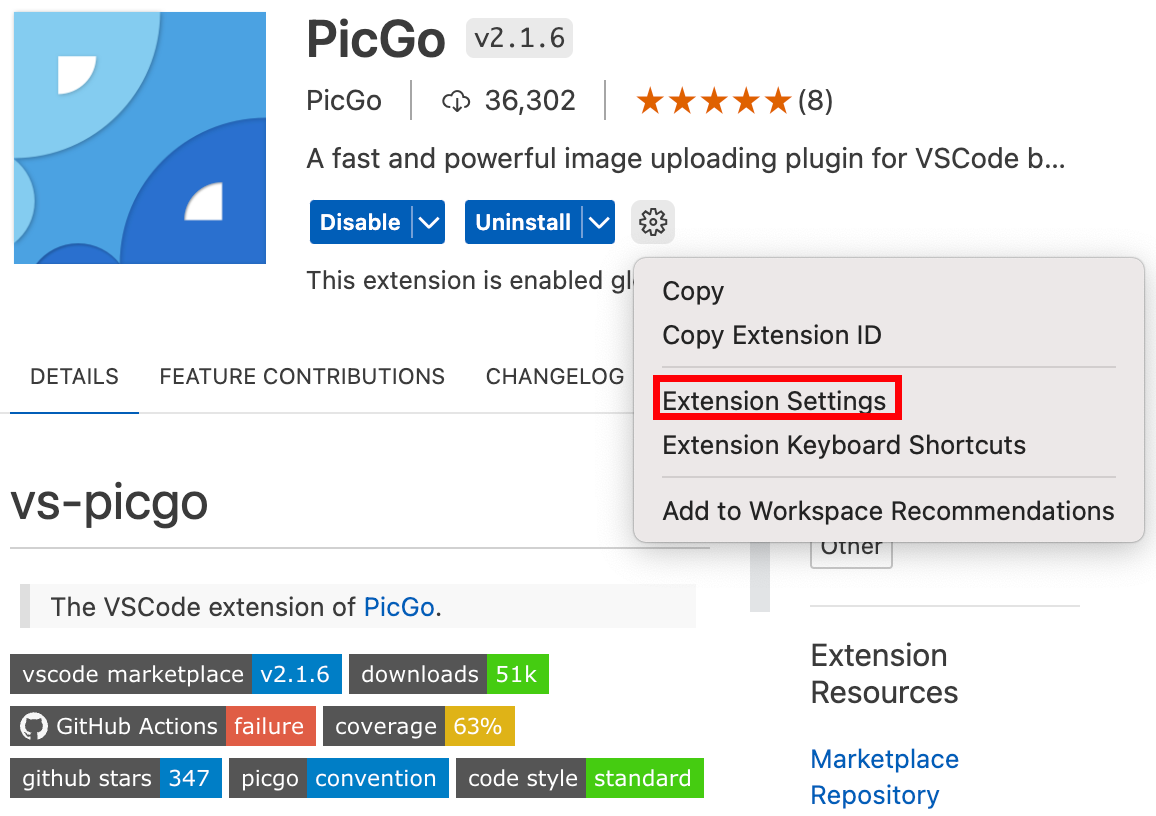 PicGo v2.1.6
PicGo 36,302 (8)
A fast and powerful image uploading plugin for VSCode b...
Disable Uninstall
This extension is enabled gl
Copy
Copy Extension ID
Extension Settings
Extension Keyboard Shortcuts
Add to Workspace Recommendations
DETAILS FEATURE CONTRIBUTIONS CHANGELOG
vs-picgo
The VSCode extension of PicGo.
vscode marketplace v2.1.6 downloads 51k
GitHub Actions failure coverage 63%
github stars 347 picgo convention code style standard
Other
Extension
Resources
Marketplace
Repository